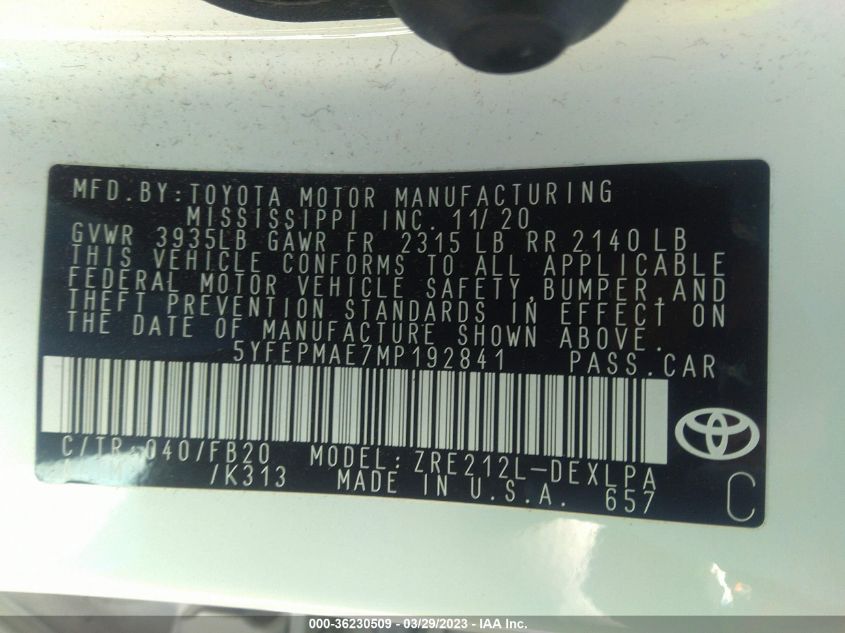 MFD.BY:TOYOTA MOTOR MANUFACTURING
MISSISSIPPI INC. 11/20
GVWR 3935LB GAWR FR 2315 LB RR 2140 LB
THIS VEHICLE CONFORMS TO ALL APPLICABLE
FEDERAL MOTOR VEHICLE SAFETY, BUMPER, AND
THEFT PREVENTION STANDARDS IN EFFECT ON
THE DATE OF MANUFACTURE SHOWN ABOVE.
5YFEPMAE7MP192841 PASS.CAR
C/TR:040/FB20 MODEL: ZRE212L-DEXLPA
/K313 MADE IN U.S.A. 657
C
000-36230509 - 03/29/2023 - IAA Inc.